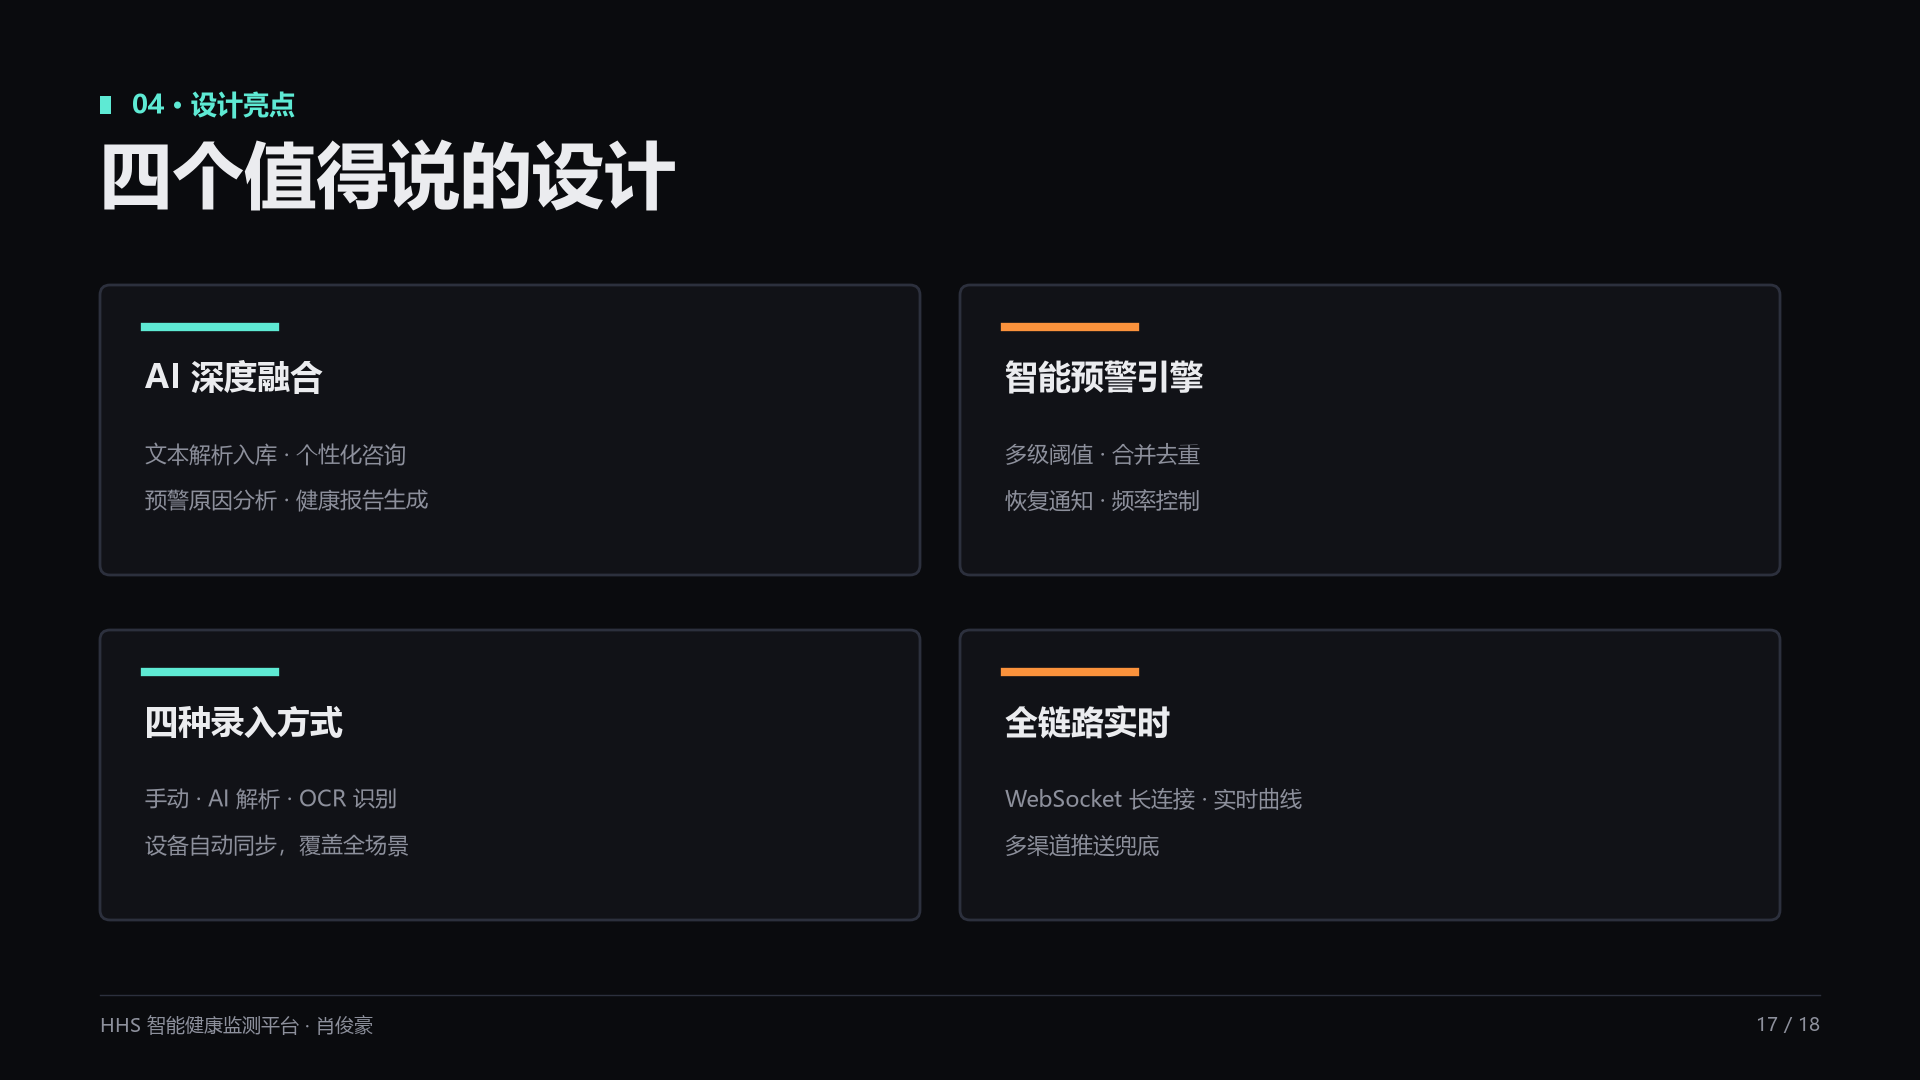 04 · 设计亮点
四个值得说的设计
AI 深度融合
文本解析入库 · 个性化咨询
预警原因分析 · 健康报告生成
智能预警引擎
多级阈值 · 合并去重
恢复通知 · 频率控制
四种录入方式
手动 · AI 解析 · OCR 识别
设备自动同步，覆盖全场景
全链路实时
WebSocket 长连接 · 实时曲线
多渠道推送兜底
HHS 智能健康监测平台 · 肖俊豪
17 / 18